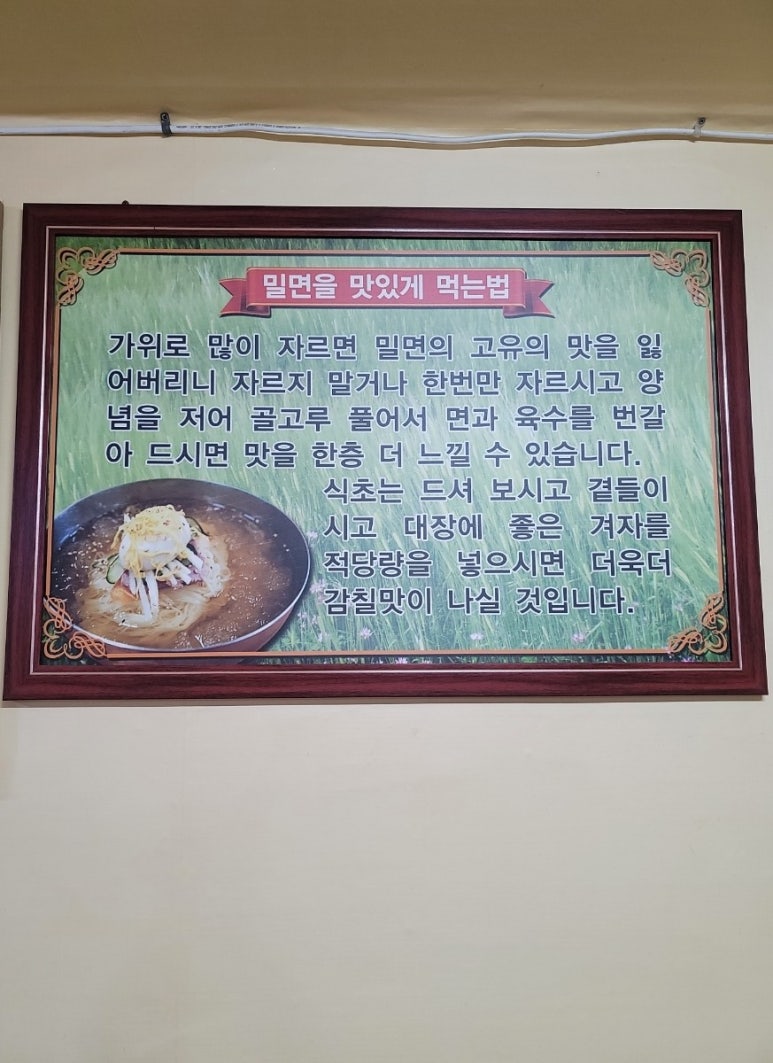 밀면을 맛있게 먹는법
가위로 많이 자르면 밀면의 고유의 맛을 잃
어버리니 자르지 말거나 한번만 자르시고 양
념을 저어 골고루 풀어서 면과 육수를 번갈
아 드시면 맛을 한층 더 느낄 수 있습니다.
식초는 드셔 보시고 곁들이
시고 대장에 좋은 겨자를
적당량을 넣으시면 더욱더
감칠맛이 나실 것입니다.